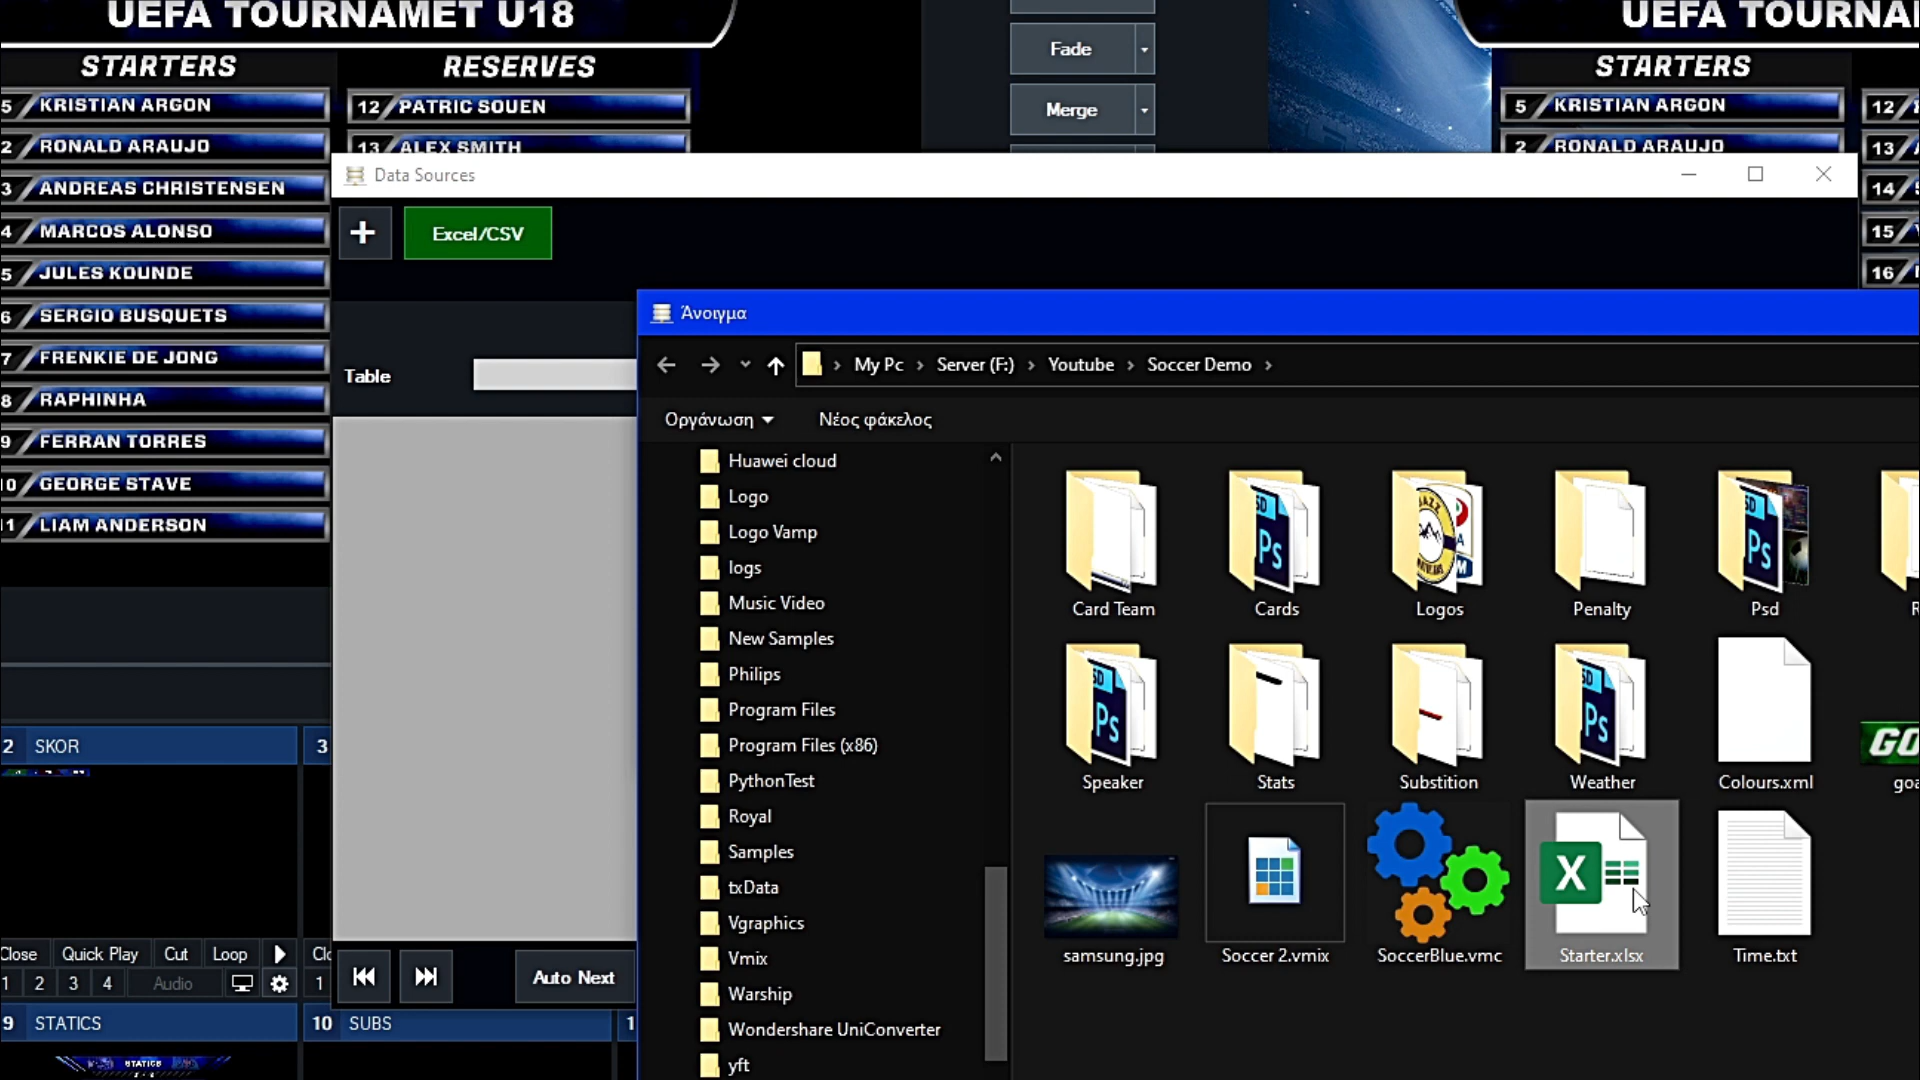 UEFA TOURNAMET U18
UEFA TOURNA
STARTERS
RESERVES
STARTERS
5 KRISTIAN ARGON
2 RONALD ARAUJO
3 ANDREAS CHRISTENSEN
4 MARCOS ALONSO
5 JULES KOUNDE
6 SERGIO BUSQUETS
7 FRENKIE DE JONG
8 RAPHINHA
9 FERRAN TORRES
10 GEORGE STAVE
11 LIAM ANDERSON
12 PATRIC SOUEN
13 ALEX SMITH
Fade
Merge
5 KRISTIAN ARGON
2 RONALD ARAUJO
12
13
14
15
16
Data Sources
+ Excel/CSV
Table
Άνοιγμα
My Pc > Server (F:) > Youtube > Soccer Demo >
Οργάνωση
Νέος φάκελος
Huawei cloud
Logo
Logo Vamp
logs
Music Video
New Samples
Philips
Program Files
Program Files (x86)
PythonTest
Royal
Samples
txData
Vgraphics
Vmix
Warship
Wondershare UniConverter
yft
Card Team
Cards
Logos
Penalty
Psd
Speaker
Stats
Substition
Weather
Colours.xml
GO
goa
samsung.jpg
Soccer 2.vmix
SoccerBlue.vmc
Starter.xlsx
Time.txt
2 SKOR
3
Close Quick Play Cut Loop
1 2 3 4 Audio
1
Auto Next
9 STATICS
10 SUBS
1
STATICS